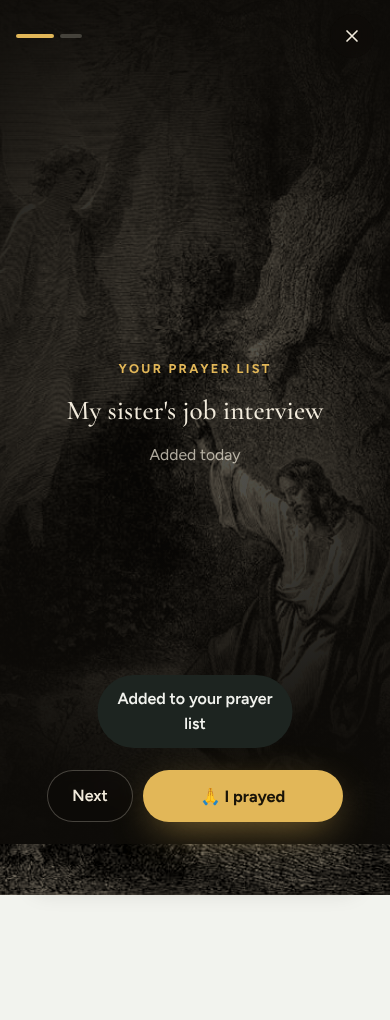 YOUR PRAYER LIST
My sister's job interview
Added today
Added to your prayer
list
Next
🙏 I prayed